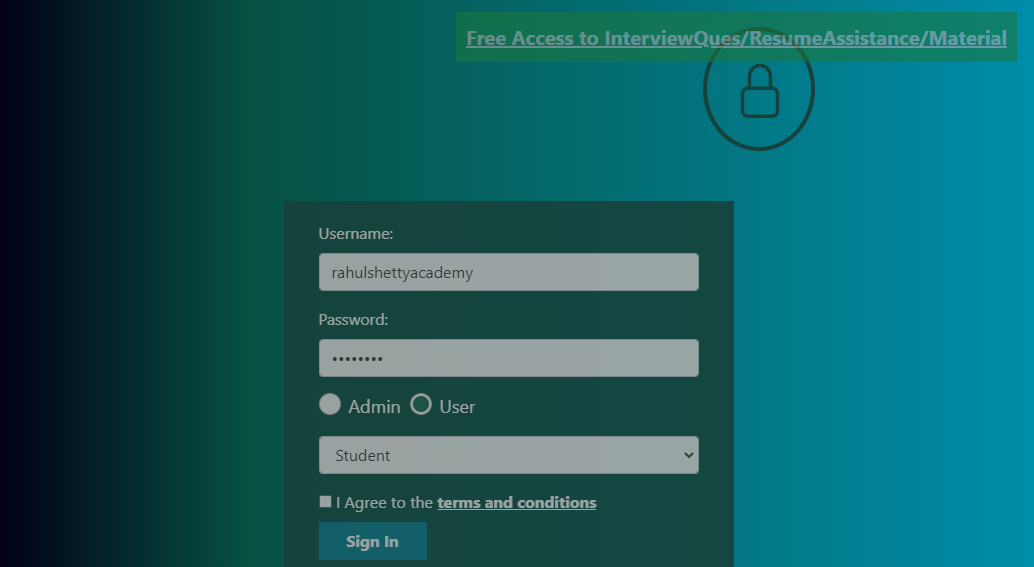 Free Access to InterviewQues/ResumeAssistance/Material
Username:
rahulshettyacademy
Password:
••••••••
Admin User
Student
I Agree to the terms and conditions
Sign In